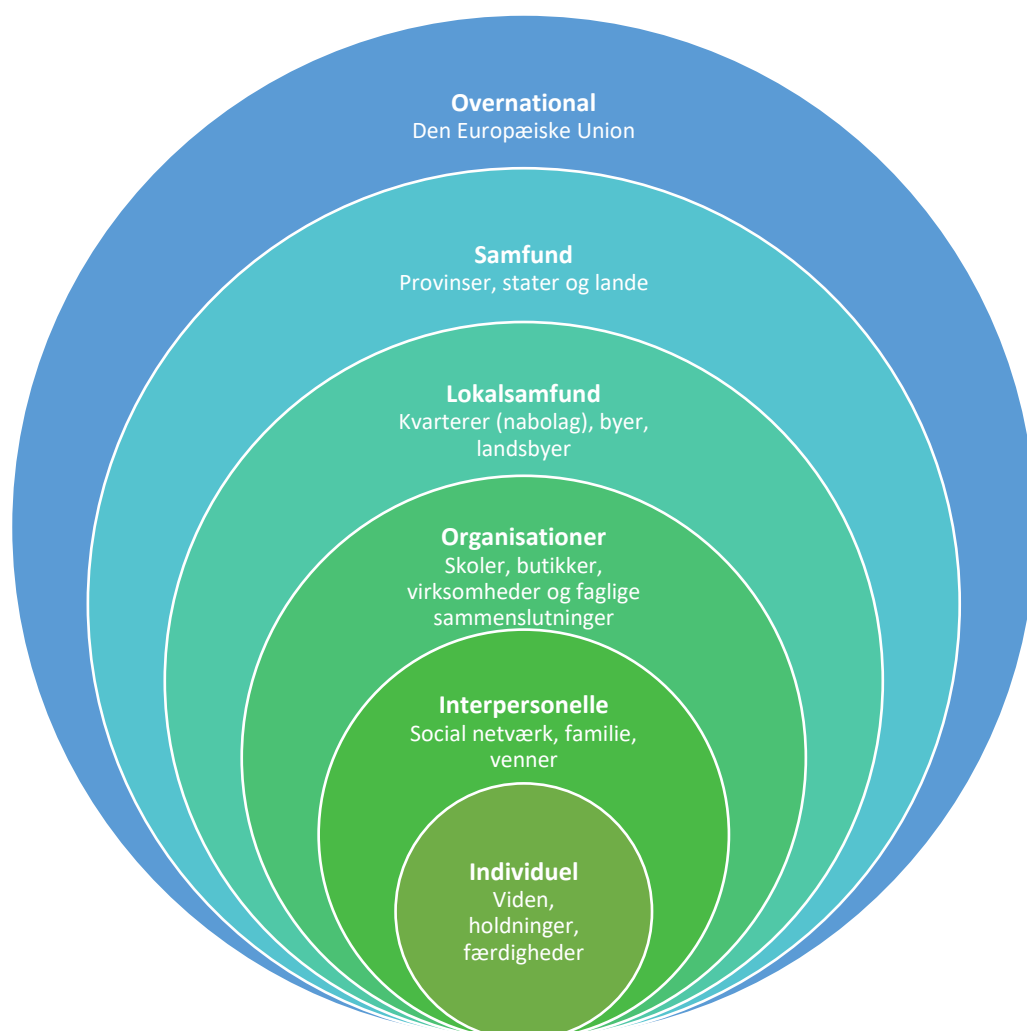 Overnational
Den Europæiske Union
Samfund
Provinser, stater og lande
Lokalsamfund
Kvarterer (nabolag), byer,
landsbyer
Organisationer
Skoler, butikker,
virksomheder og faglige
sammenslutninger
Interpersonelle
Social netværk, familie,
venner
Individuel
Viden,
holdninger,
færdigheder